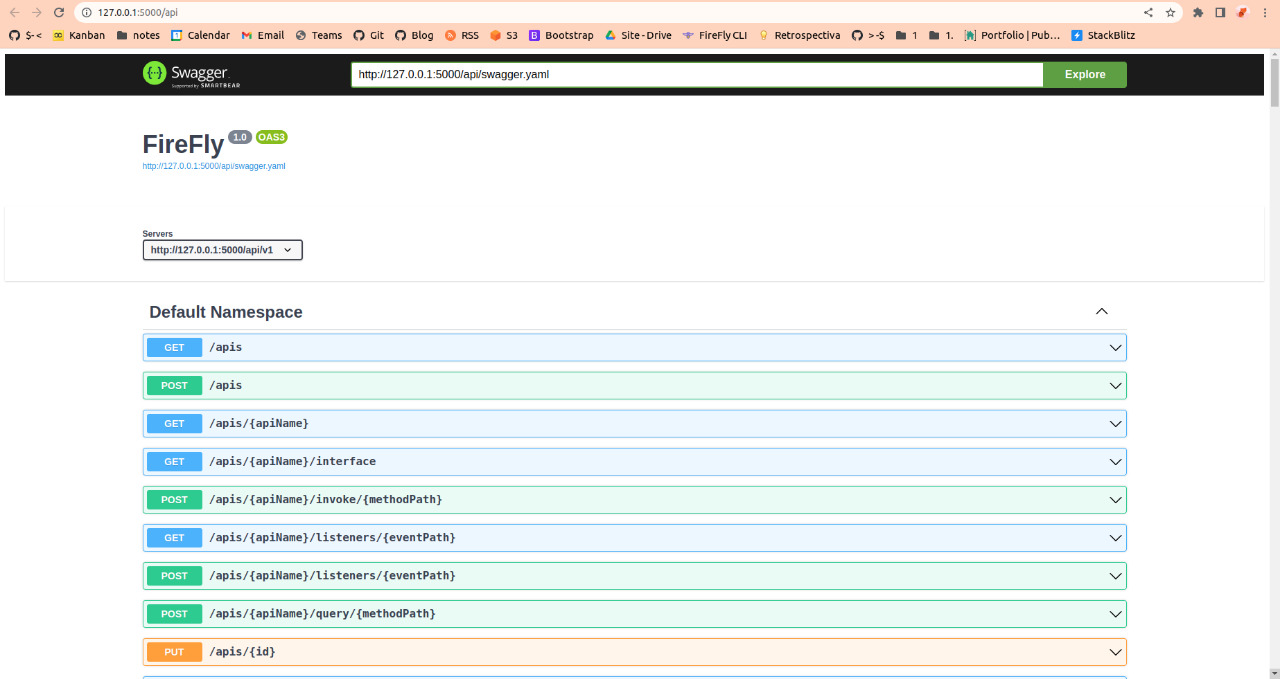 127.0.0.1:5000/api
$-< Kanban notes Calendar Email Teams Git Blog RSS S3 Bootstrap Site - Drive FireFly CLI Retrospectiva >-$ 1 1. Portfolio | Pub… StackBlitz
Swagger.
Supported by SMARTBEAR
http://127.0.0.1:5000/api/swagger.yaml Explore
FireFly 1.0 OAS3
http://127.0.0.1:5000/api/swagger.yaml
Servers
http://127.0.0.1:5000/api/v1
Default Namespace
GET /apis
POST /apis
GET /apis/{apiName}
GET /apis/{apiName}/interface
POST /apis/{apiName}/invoke/{methodPath}
GET /apis/{apiName}/listeners/{eventPath}
POST /apis/{apiName}/listeners/{eventPath}
POST /apis/{apiName}/query/{methodPath}
PUT /apis/{id}